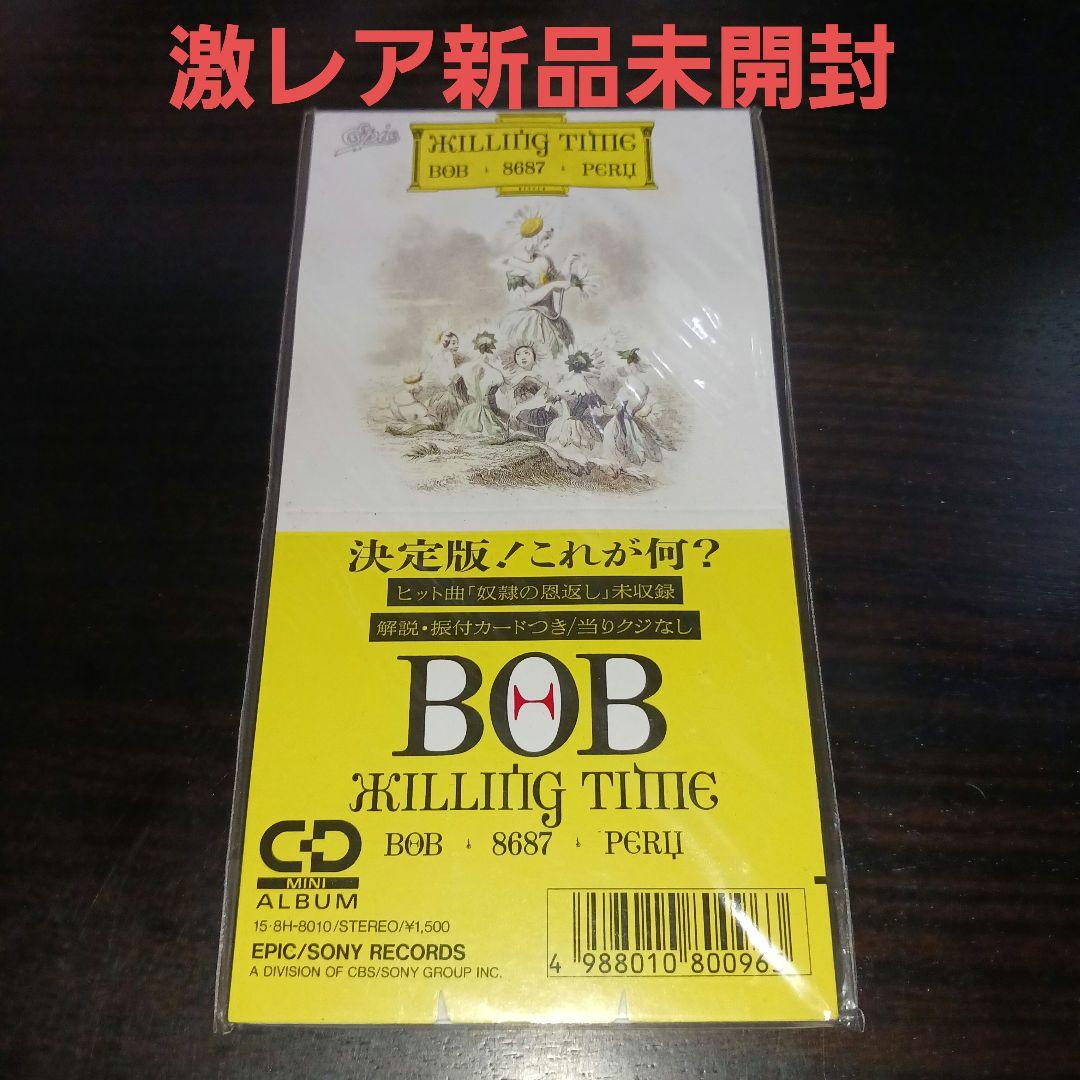 激レア新品未開封
Epic
KILLING TIME
BOB 8687 PERU
決定版!これが何?
ヒット曲「奴隷の恩返し」未収録
解説・振付カードつき/当りクジなし
BOB
KILLING TIME
BOB 8687 PERU
CD
MINI
ALBUM
15・8H-8010/STEREO/¥1,500
EPIC/SONY RECORDS
A DIVISION OF CBS/SONY GROUP INC.
4 988010 800963